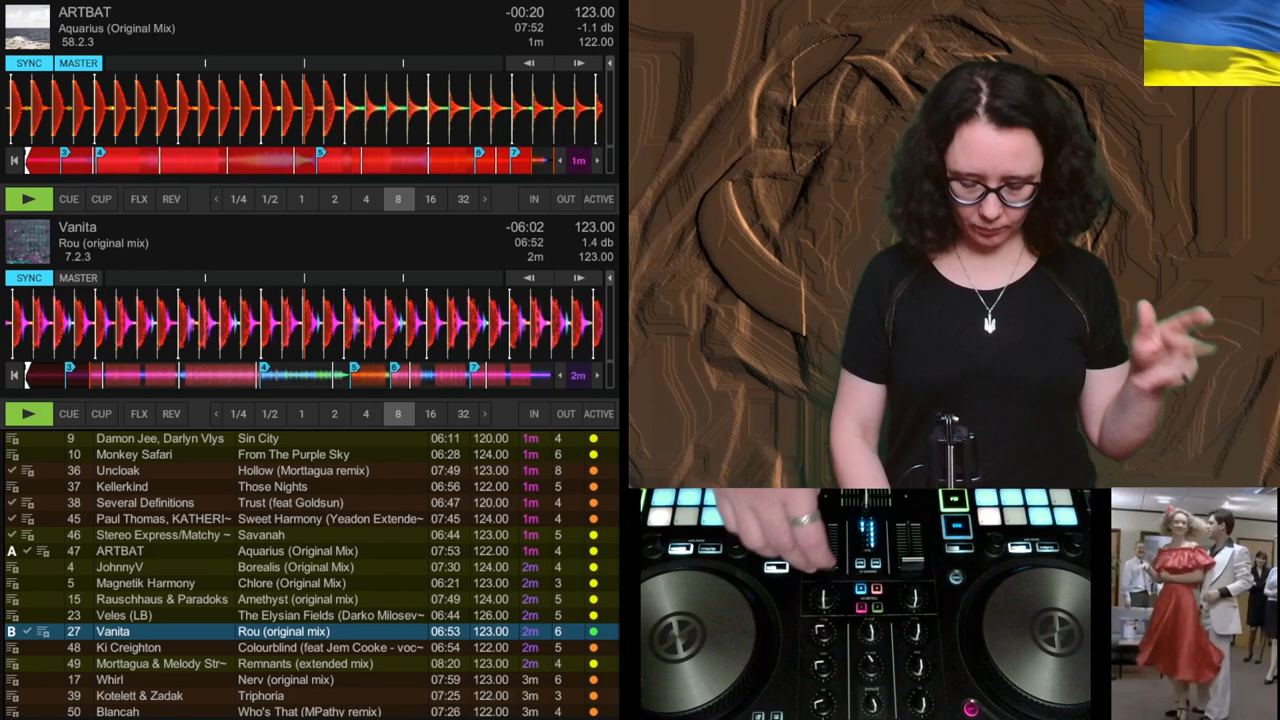 ARTBAT -00:20 123.00
Aquarius (Original Mix) 07:52 -1.1 db
58.2.3 1m 122.00
SYNC MASTER
3 4 5 6 7 1m
CUE CUP FLX REV 1/4 1/2 1 2 4 8 16 32 IN OUT ACTIVE
Vanita -06:02 123.00
Rou (original mix) 06:52 1.4 db
7.2.3 2m 123.00
SYNC MASTER
3 4 5 6 7 2m
CUE CUP FLX REV 1/4 1/2 1 2 4 8 16 32 IN OUT ACTIVE
9 Damon Jee, Darlyn Vlys Sin City 06:11 120.00 1m 4
10 Monkey Safari From The Purple Sky 06:28 124.00 1m 6
36 Uncloak Hollow (Morttagua remix) 07:49 123.00 1m 8
37 Kellerkind Those Nights 06:56 122.00 1m 5
38 Several Definitions Trust (feat Goldsun) 06:47 120.00 1m 4
45 Paul Thomas, KATHERI~ Sweet Harmony (Yeadon Extende~ 07:45 124.00 1m 4
46 Stereo Express/Matchy ~ Savanah 06:44 123.00 1m 5
A 47 ARTBAT Aquarius (Original Mix) 07:53 122.00 1m 4
4 JohnnyV Borealis (Original Mix) 07:30 124.00 2m 4
5 Magnetik Harmony Chlore (Original Mix) 06:21 123.00 2m 3
15 Rauschhaus & Paradoks Amethyst (original mix) 06:49 123.00 2m 5
23 Veles (LB) The Elysian Fields (Darko Milosev~ 06:44 126.00 2m 5
B 27 Vanita Rou (original mix) 06:53 123.00 2m 6
48 Ki Creighton Colourblind (feat Jem Cooke - voc~ 06:54 122.00 2m 5
49 Morttagua & Melody Str~ Remnants (extended mix) 08:20 123.00 2m 4
17 Whirl Nerv (original mix) 07:59 123.00 3m 6
39 Kotelett & Zadak Triphoria 07:25 122.00 3m 3
50 Blancah Who's That (MPathy remix) 07:26 122.00 3m 4